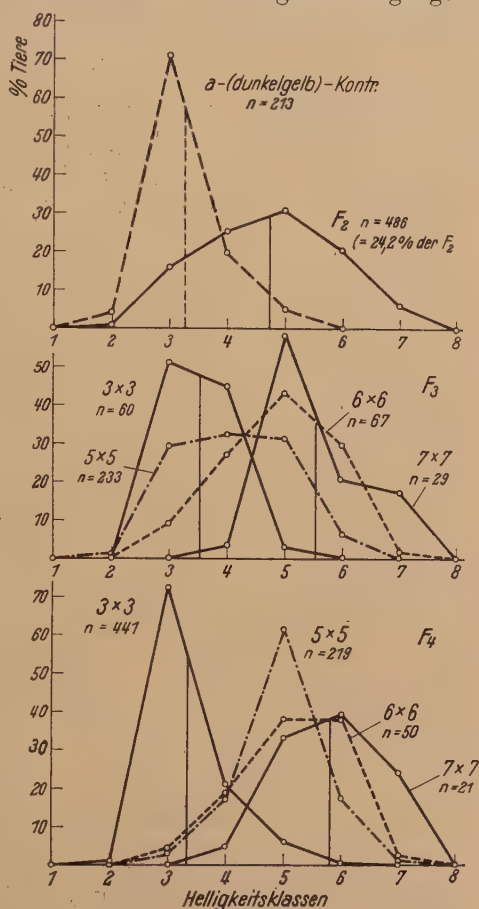 % Tiere
80
70
60
50
40
30
20
10
a-(dunkelgelb)-Kontr.
n=213
F2 n=486
(=24,2% der F2
1 2 3 4 5 6 7 8
50
40
30
20
10
3×3
n=60
5×5
n=233
F3
6×6
n=67
7×7
n=29
1 2 3 4 5 6 7 8
70
60
50
40
30
20
10
3×3
n=441
5×5
n=219
F4
6×6
n=50
7×7
n=21
1 2 3 4 5 6 7 8
Helligkeitsklassen